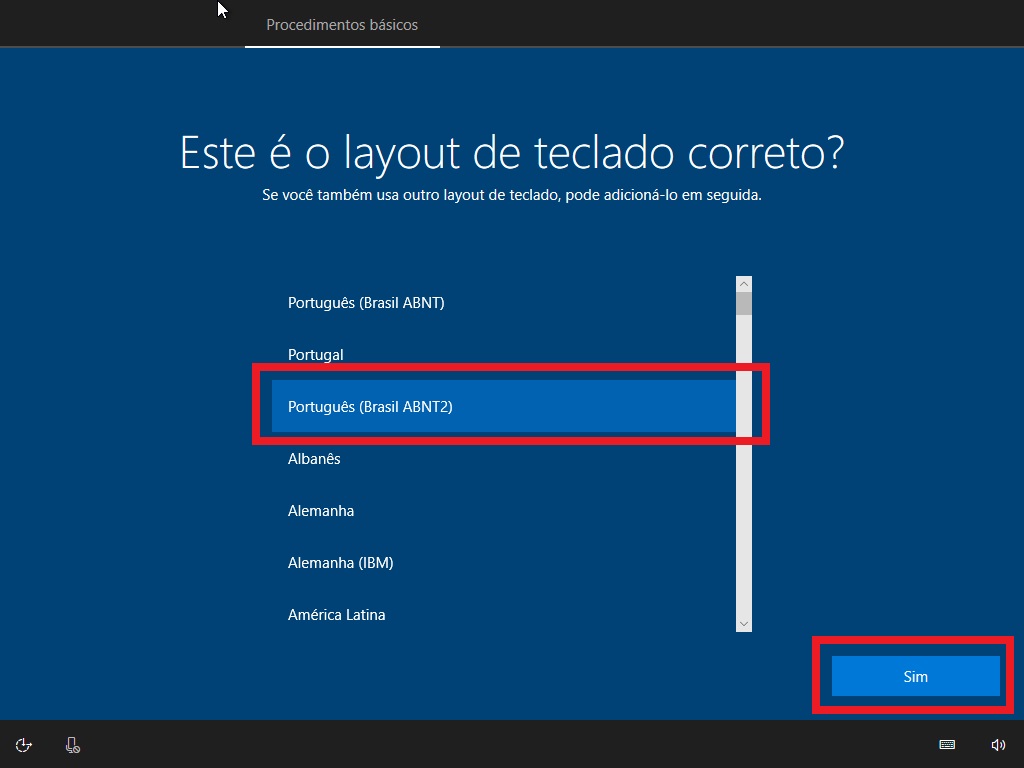 Procedimentos básicos
Este é o layout de teclado correto?
Se você também usa outro layout de teclado, pode adicioná-lo em seguida.
Português (Brasil ABNT)
Portugal
Português (Brasil ABNT2)
Albanês
Alemanha
Alemanha (IBM)
América Latina
Sim